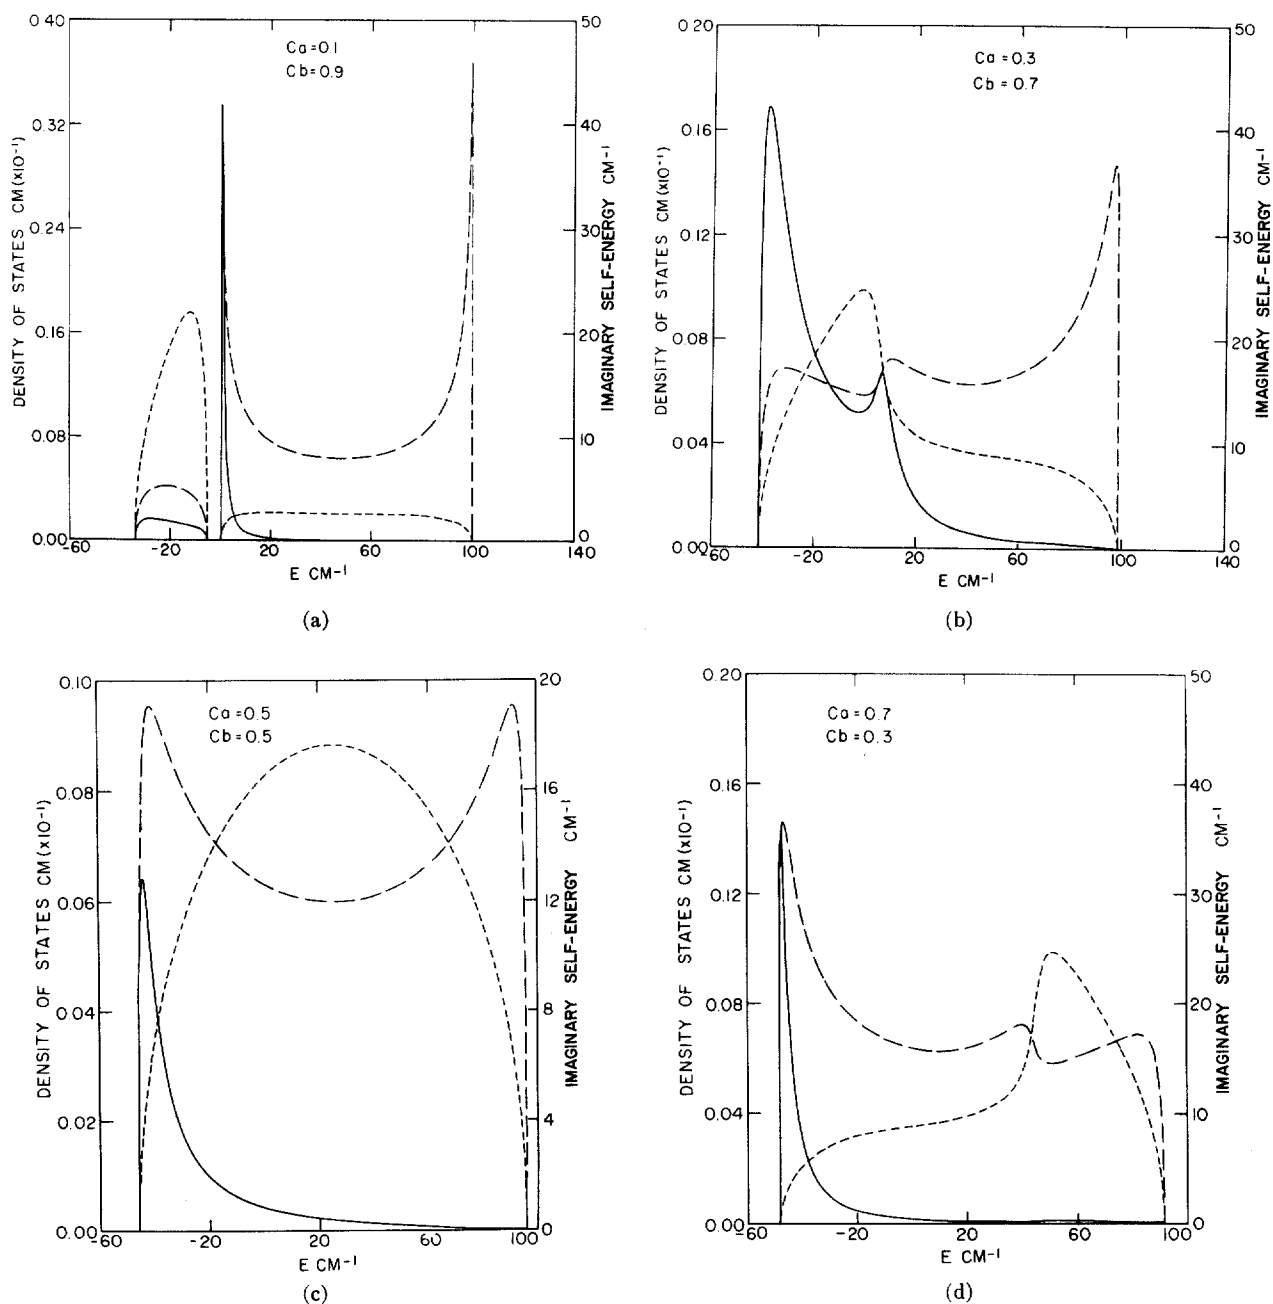 Ca=0.1
Cb=0.9
DENSITY OF STATES CM(x10⁻¹)
0.40
0.32
0.24
0.16
0.08
0.00
50
40
30
20
10
0
IMAGINARY SELF-ENERGY CM⁻¹
-60 -20 20 60 100 140
E CM⁻¹
(a)
Ca=0.3
Cb=0.7
DENSITY OF STATES CM(x10⁻¹)
0.20
0.16
0.12
0.08
0.04
0.00
50
40
30
20
10
0
IMAGINARY SELF-ENERGY CM⁻¹
-60 -20 20 60 100 140
E CM⁻¹
(b)
Ca=0.5
Cb=0.5
DENSITY OF STATES CM(x10⁻¹)
0.10
0.08
0.06
0.04
0.02
0.00
20
16
12
8
4
0
IMAGINARY SELF-ENERGY CM⁻¹
-60 -20 20 60 100
E CM⁻¹
(c)
Ca=0.7
Cb=0.3
DENSITY OF STATES CM(x10⁻¹)
0.20
0.16
0.12
0.08
0.04
0.00
50
40
30
20
10
0
IMAGINARY SELF-ENERGY CM⁻¹
-60 -20 20 60 100
E CM⁻¹
(d)